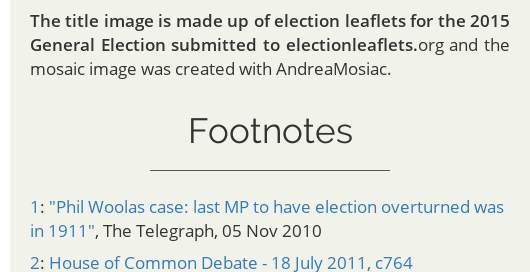 The title image is made up of election leaflets for the 2015
General Election submitted to electionleaflets.org and the
mosaic image was created with AndreaMosiac.
Footnotes
1: "Phil Woolas case: last MP to have election overturned was
in 1911", The Telegraph, 05 Nov 2010
2: House of Common Debate - 18 July 2011, c764